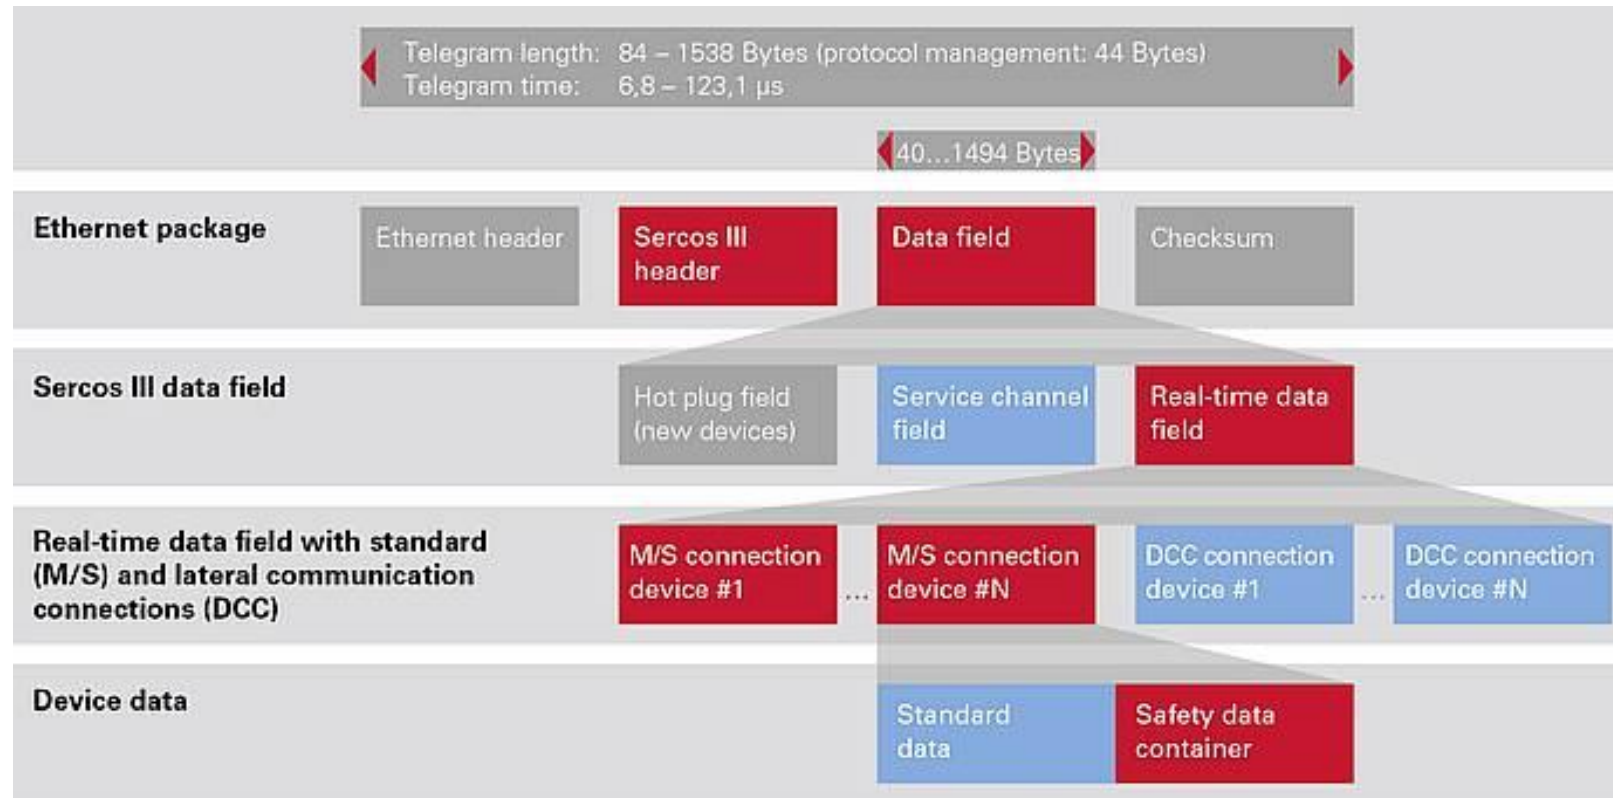 Telegram length: 84 – 1538 Bytes (protocol management: 44 Bytes)
Telegram time: 6,8 – 123,1 µs
40...1494 Bytes
Ethernet package
Ethernet header
Sercos III
header
Data field
Checksum
Sercos III data field
Hot plug field
(new devices)
Service channel
field
Real-time data
field
Real-time data field with standard
(M/S) and lateral communication
connections (DCC)
M/S connection
device #1
...
M/S connection
device #N
DCC connection
device #1
...
DCC connection
device #N
Device data
Standard
data
Safety data
container